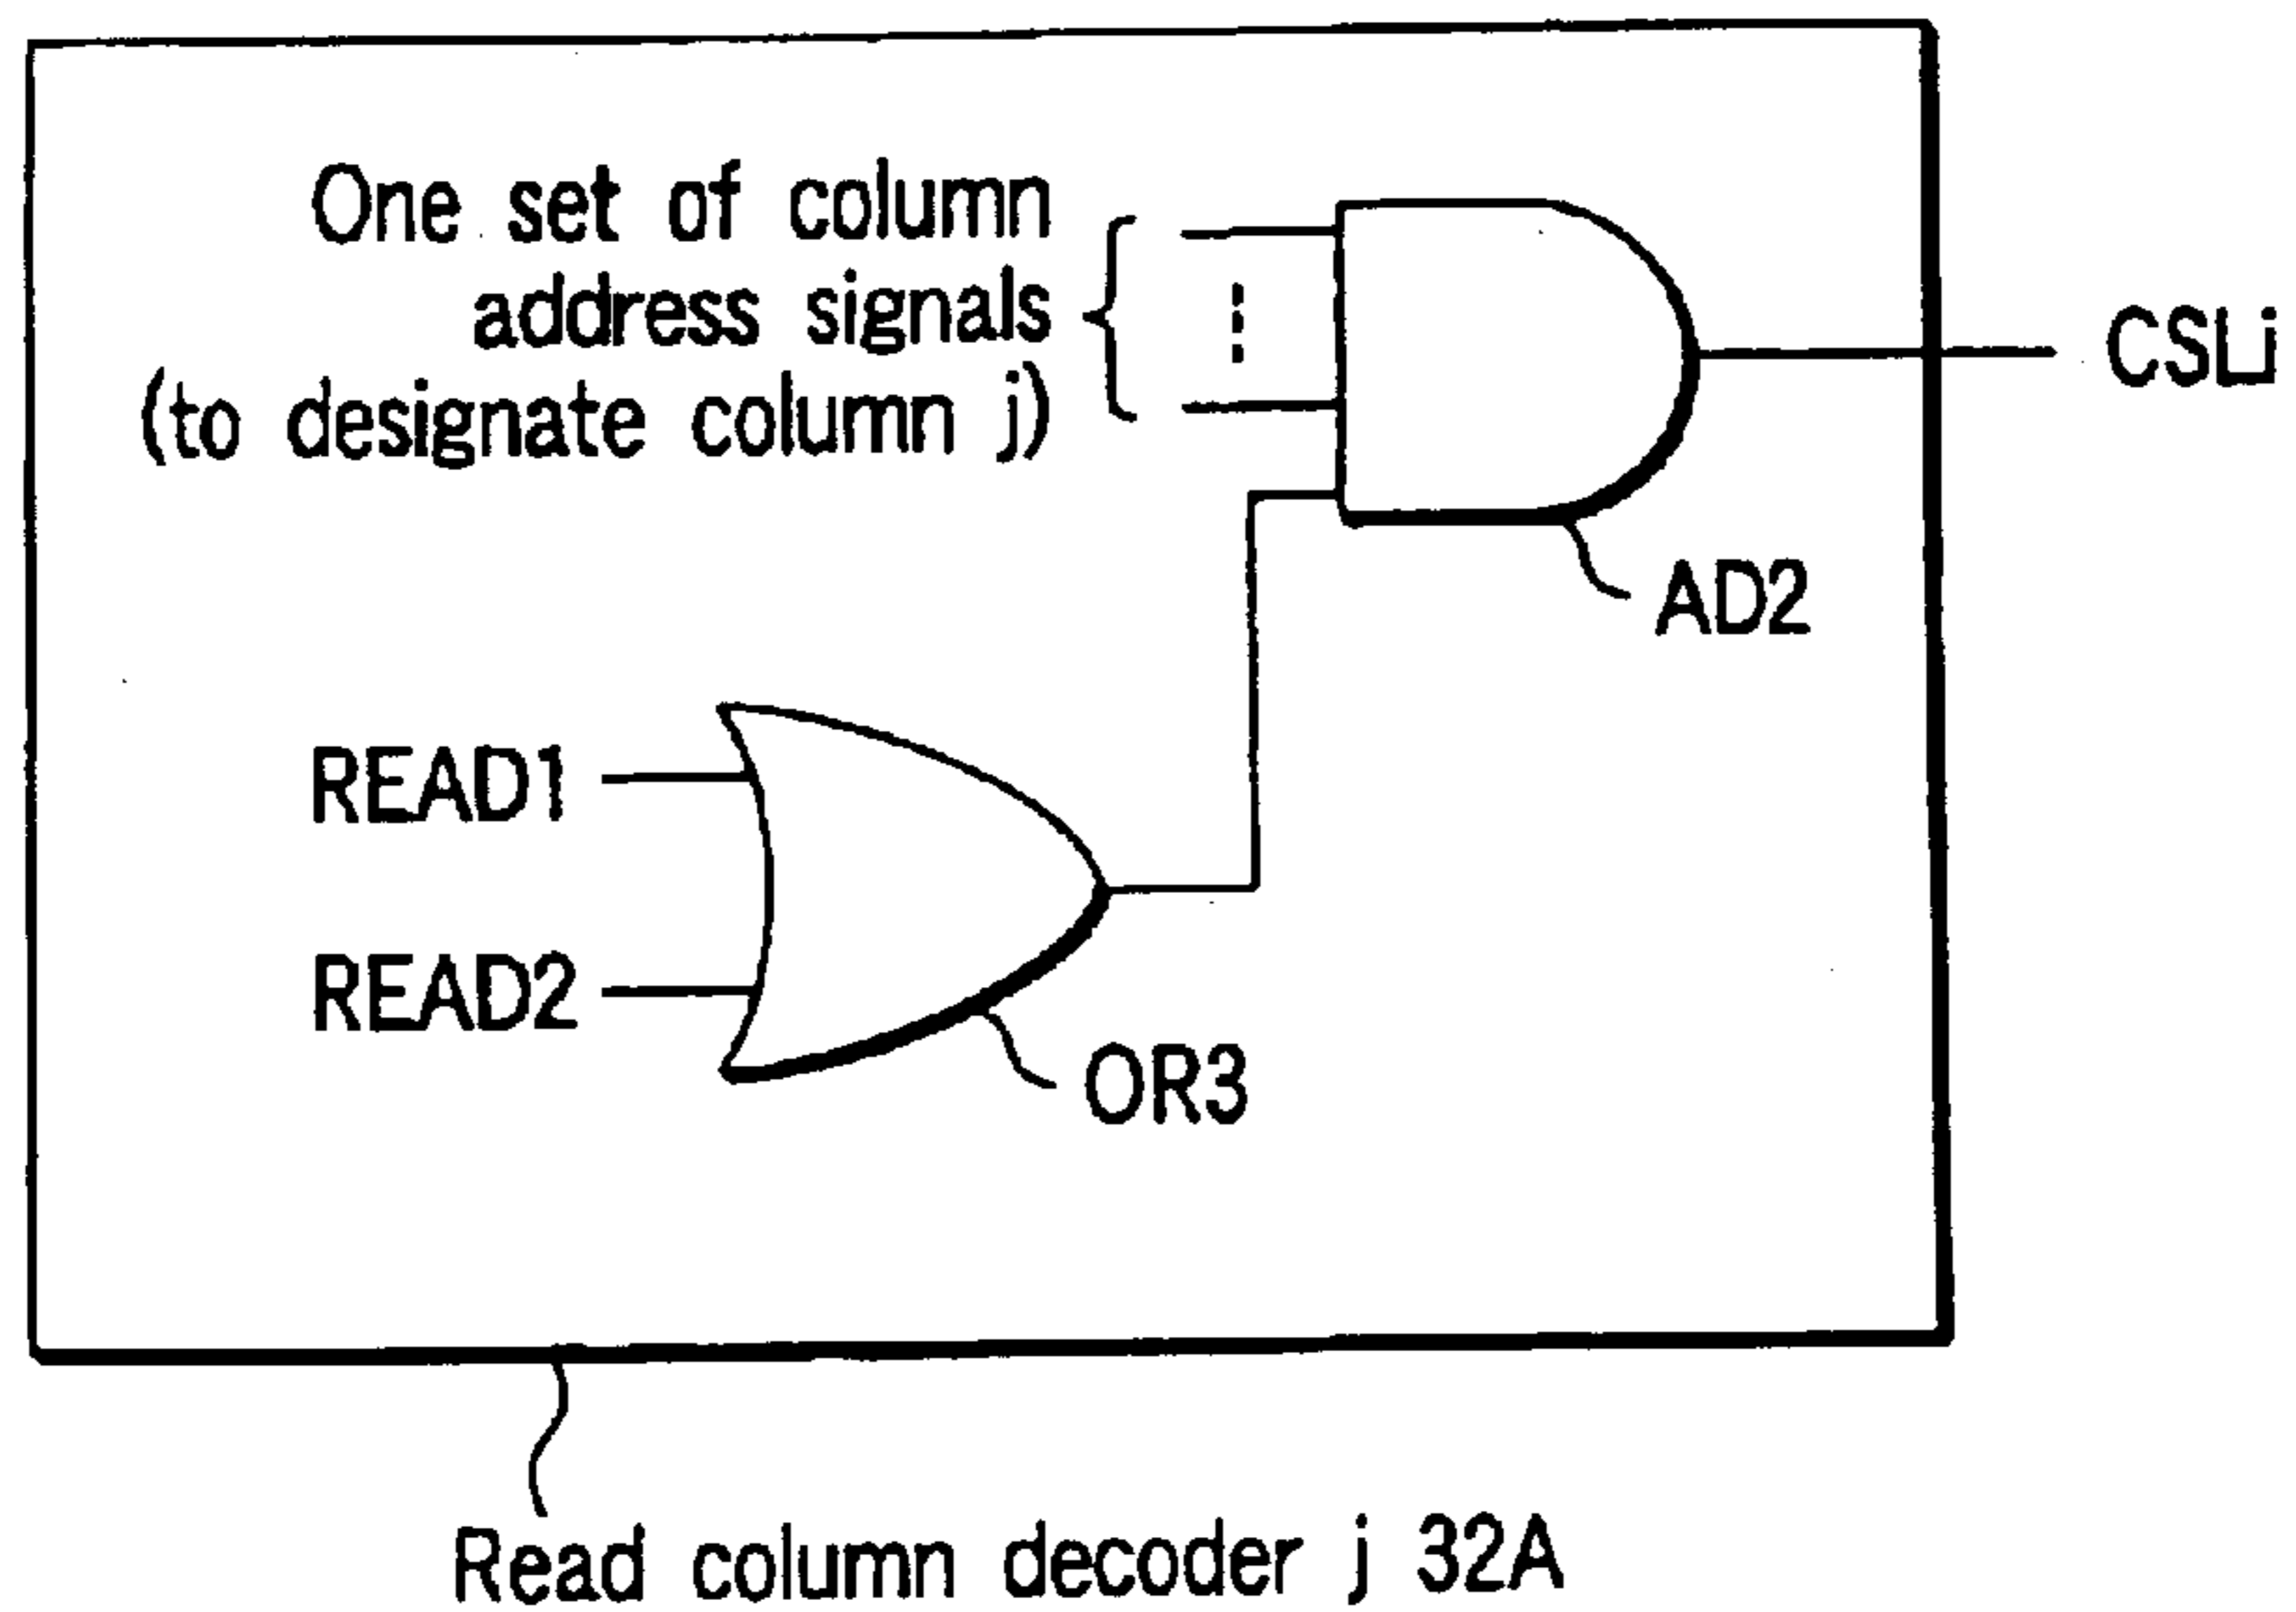 One set of column
address signals
(to designate column j)
CSLi
AD2
READ1
READ2
OR3
Read column decoder j 32A